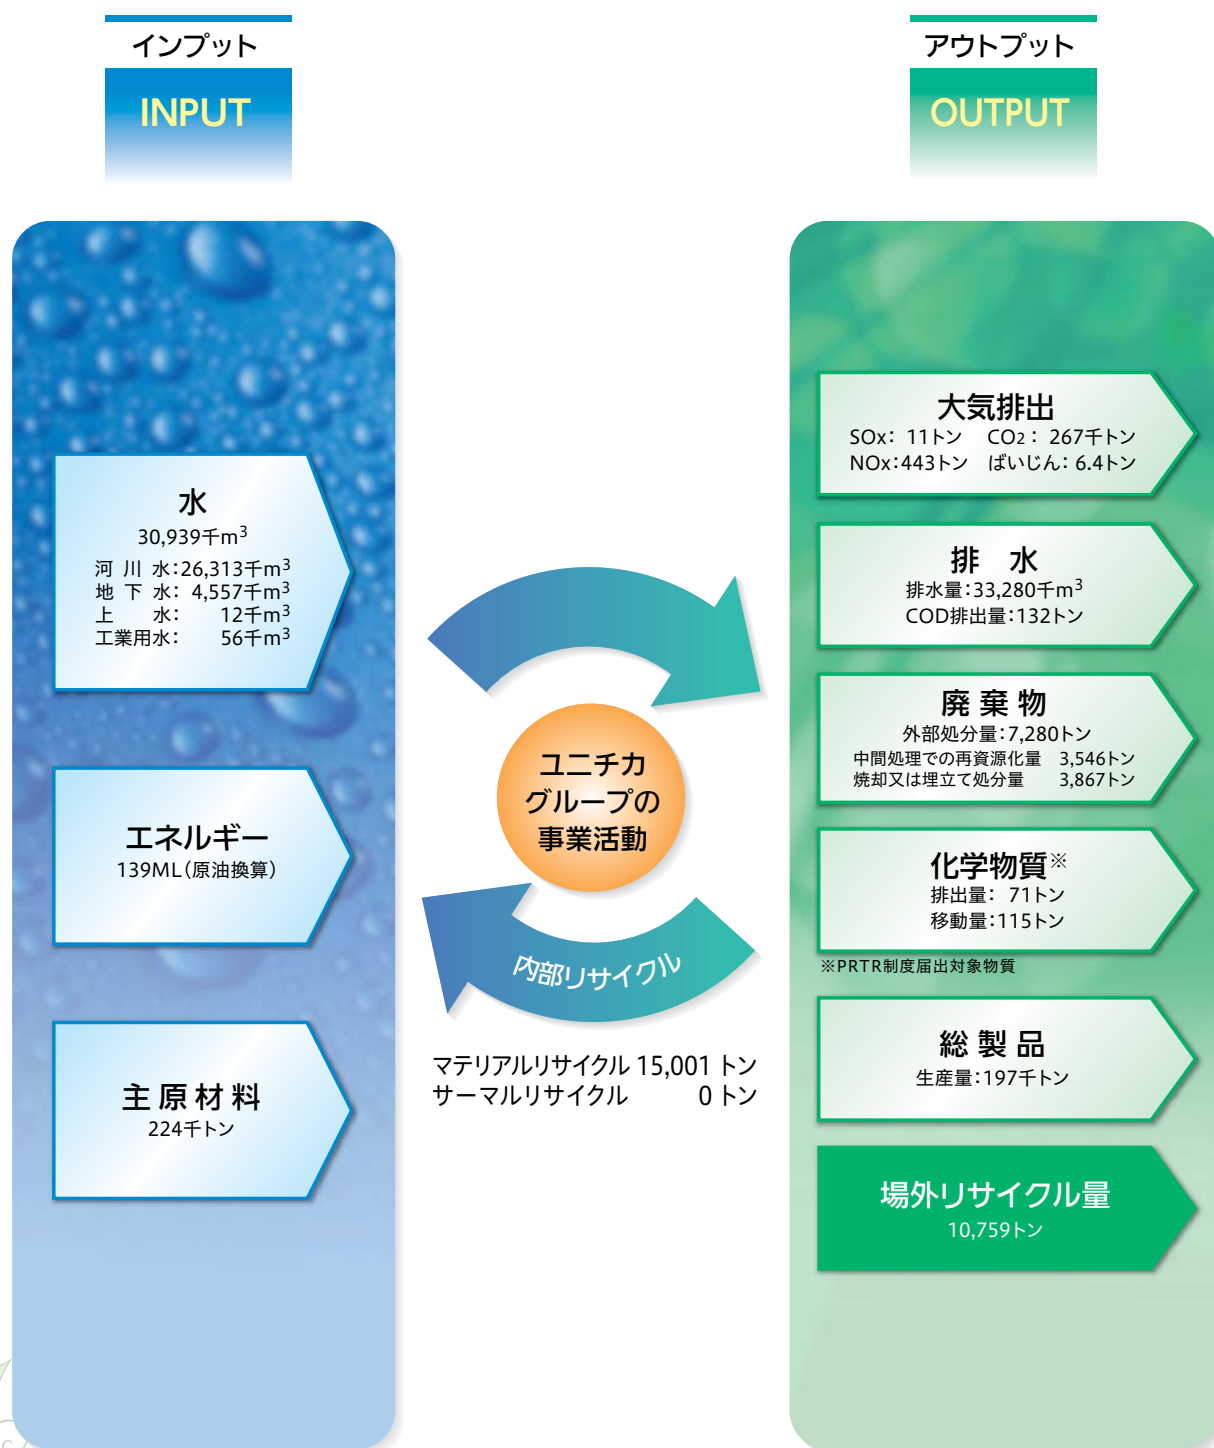 インプット
INPUT
水
30,939千m³
河川水:26,313千m³
地下水: 4,557千m³
上水: 12千m³
工業用水: 56千m³
エネルギー
139ML(原油換算)
主原材料
224千トン
ユニチカ
グループの
事業活動
内部リサイクル
マテリアルリサイクル 15,001 トン
サーマルリサイクル 0 トン
アウトプット
OUTPUT
大気排出
SOx: 11トン CO2: 267千トン
NOx:443トン ばいじん: 6.4トン
排水
排水量:33,280千m³
COD排出量:132トン
廃棄物
外部処分量:7,280トン
中間処理での再資源化量 3,546トン
焼却又は埋立て処分量 3,867トン
化学物質※
排出量: 71トン
移動量:115トン
※PRTR制度届出対象物質
総製品
生産量:197千トン
場外リサイクル量
10,759トン